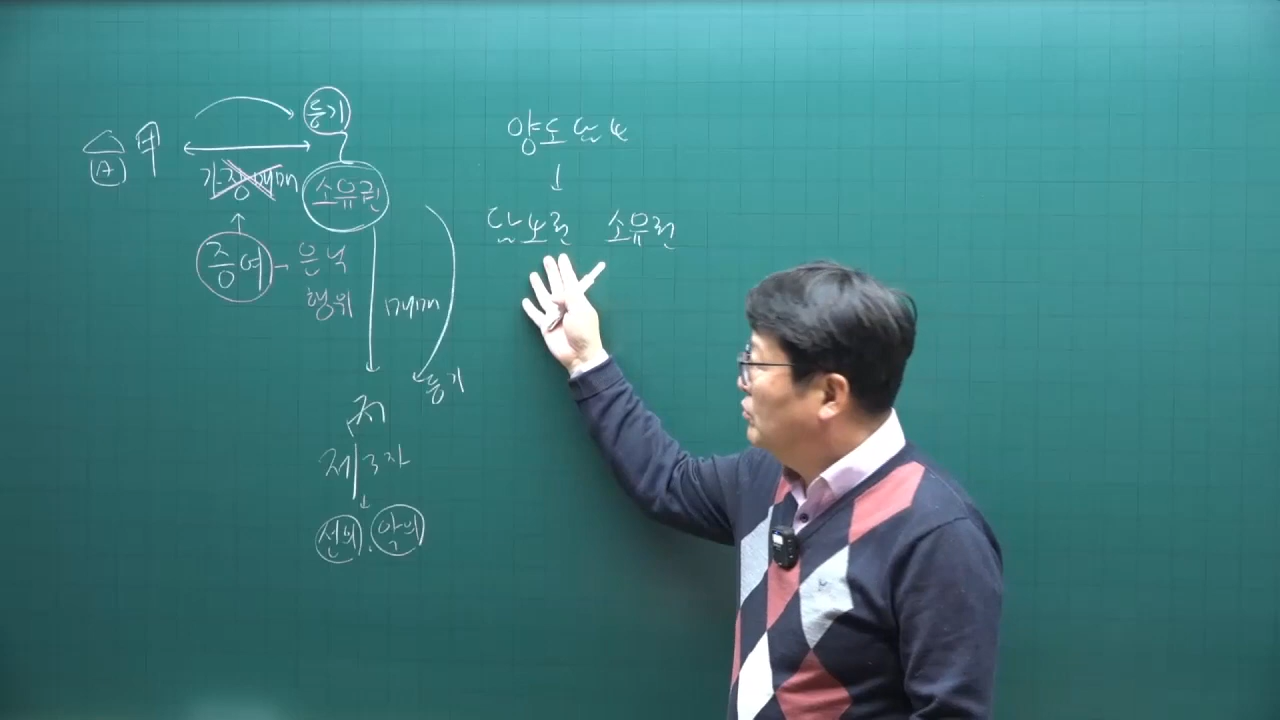 등기
甲
A
가장매매
소유권
증여 - 은닉
행위
매매
등기
제3자
선의, 악의
양도담보
담보권 소유권